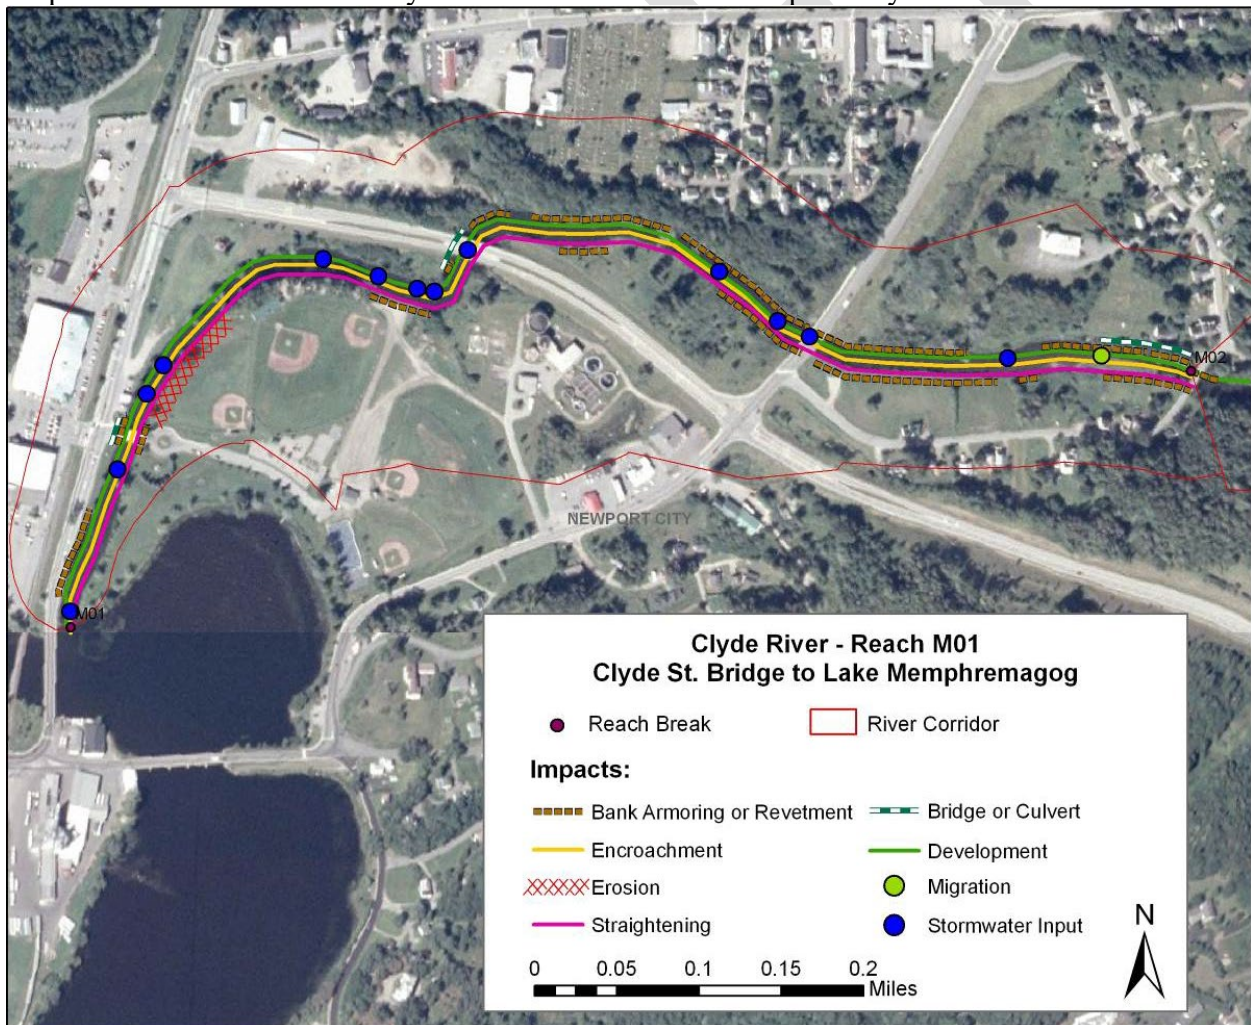 M02
NEWPORT CITY
M01
Clyde River - Reach M01
Clyde St. Bridge to Lake Memphremagog
Reach Break
River Corridor
Impacts:
Bank Armoring or Revetment
Bridge or Culvert
Encroachment
Development
Erosion
Migration
Straightening
Stormwater Input
N
0 0.05 0.1 0.15 0.2
Miles